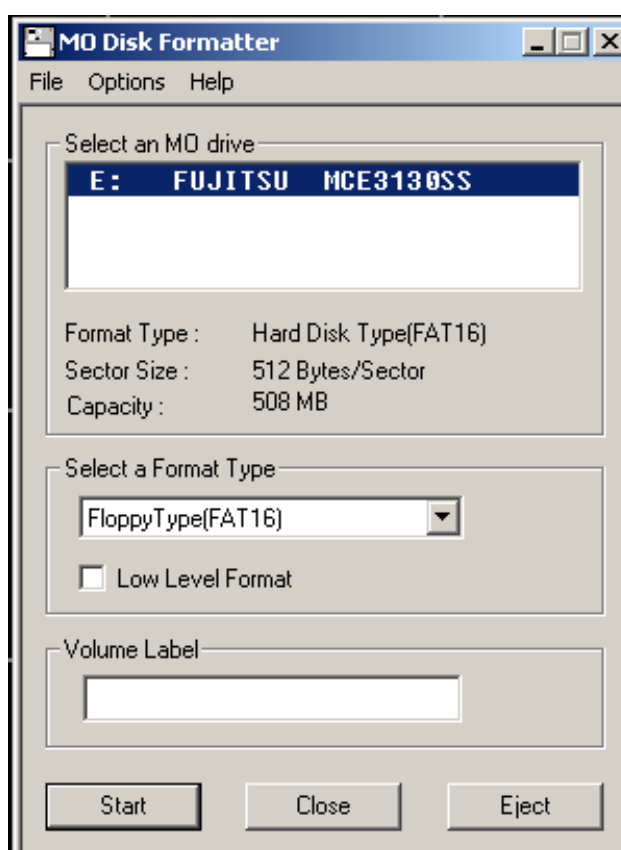 MO Disk Formatter
File Options Help
Select an MO drive
E: FUJITSU MCE3130SS
Format Type : Hard Disk Type(FAT16)
Sector Size : 512 Bytes/Sector
Capacity : 508 MB
Select a Format Type
FloppyType(FAT16)
Low Level Format
Volume Label
Start Close Eject